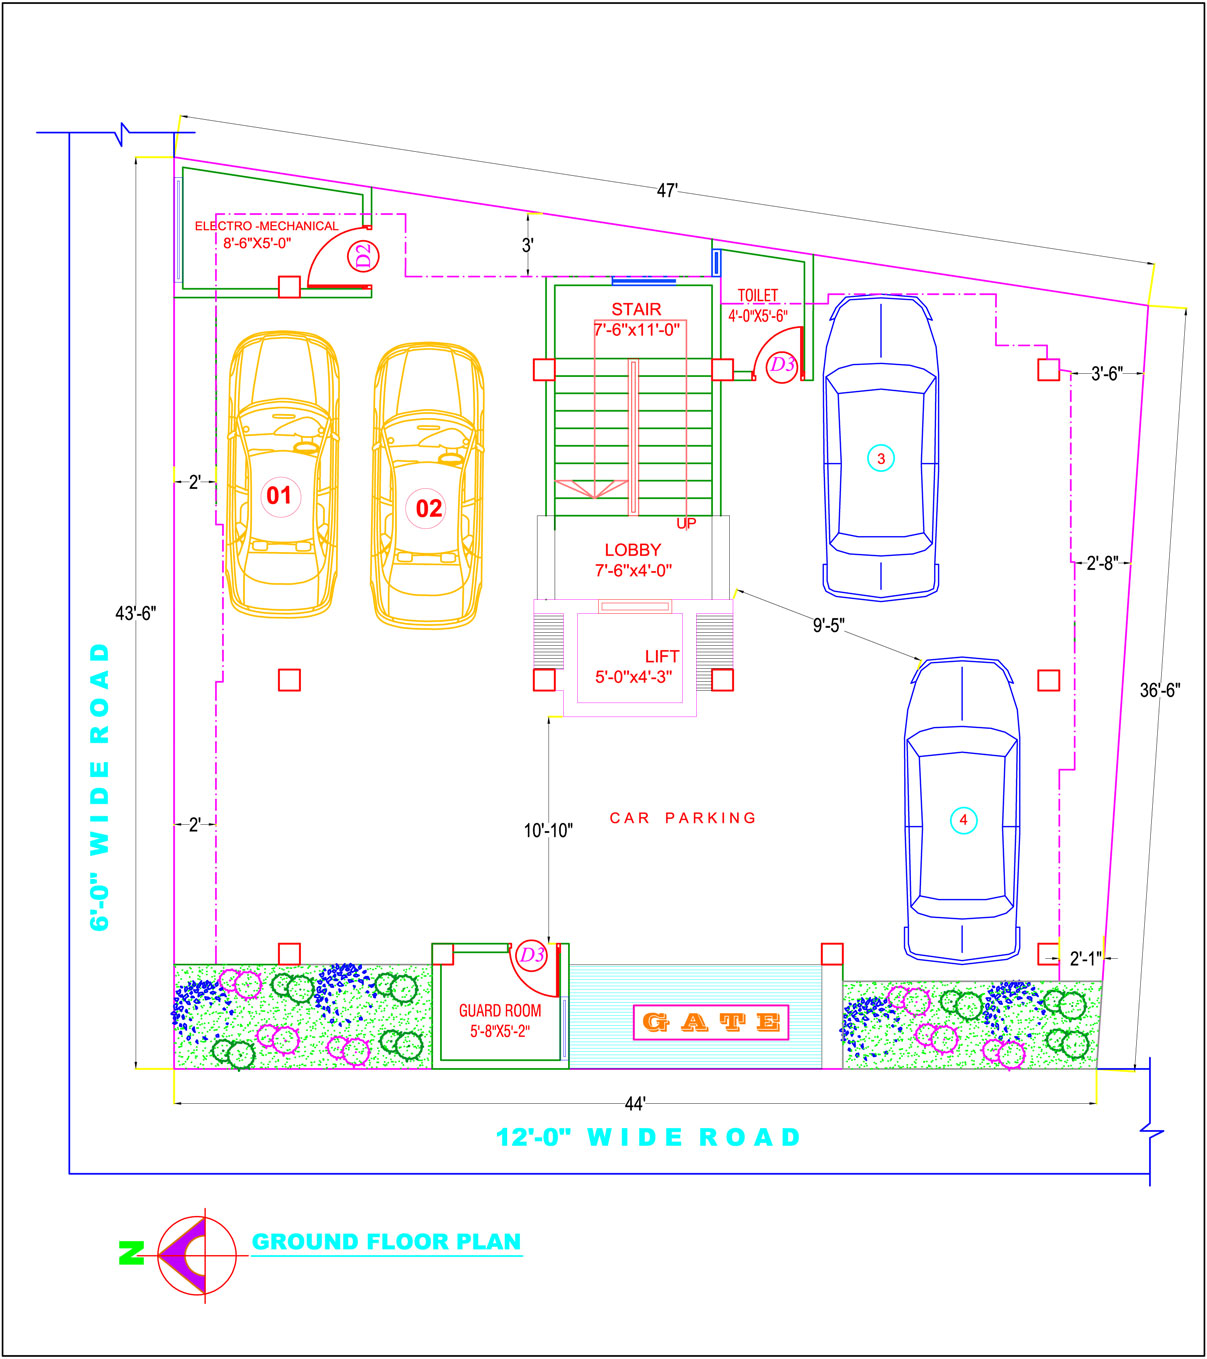 47'
ELECTRO -MECHANICAL
8'-6"X5'-0"
D2
3'
STAIR
7'-6"x11'-0"
TOILET
4'-0"X5'-6"
D3
3'-6"
3
2'
01
02
UP
LOBBY
7'-6"x4'-0"
2'-8"
43'-6"
9'-5"
LIFT
5'-0"x4'-3"
36'-6"
6'-0" WIDE ROAD
2'
10'-10"
CAR PARKING
4
D3
2'-1"
GUARD ROOM
5'-8"X5'-2"
GATE
44'
12'-0" WIDE ROAD
N
GROUND FLOOR PLAN